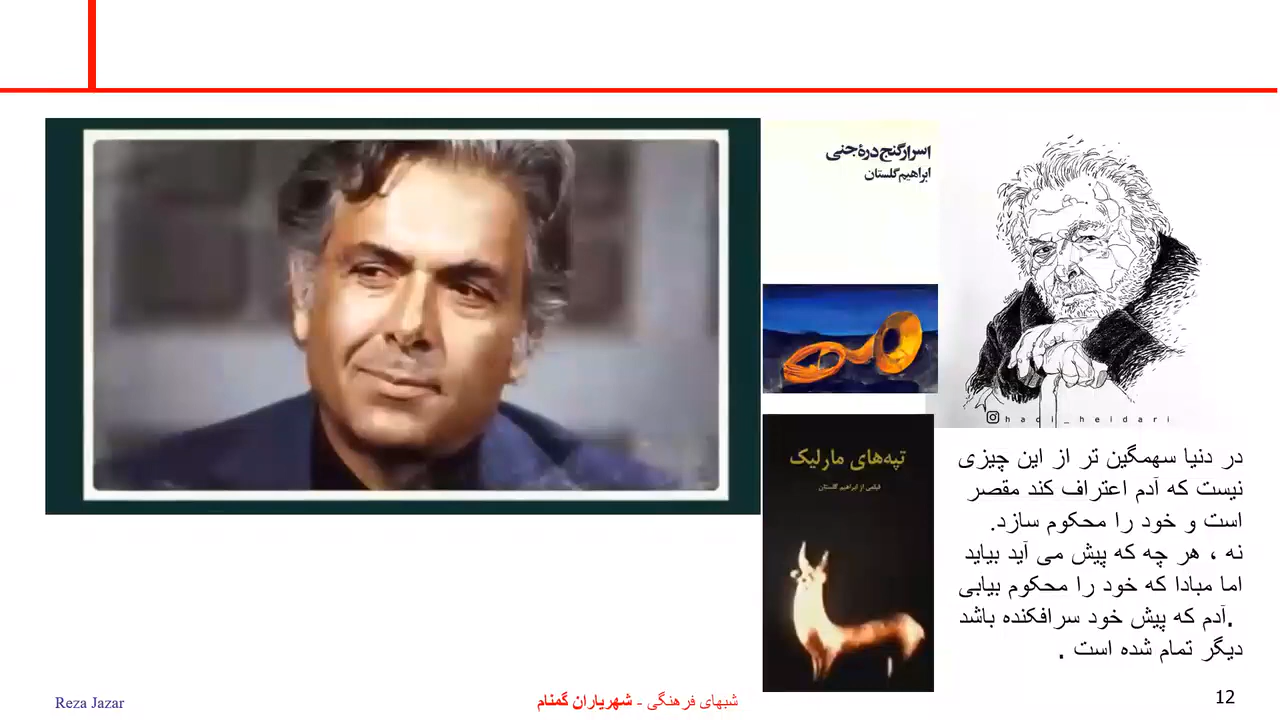 اسرار گنج درهٔ جنی
ابراهیم گلستان
hadi_heidari
تپه‌های مارلیک
فیلمی از ابراهیم گلستان
در دنیا سهمگین تر از این چیزی
نیست که آدم اعتراف کند مقصر
است و خود را محکوم سازد.
نه ، هر چه که پیش می آید بیاید
اما مبادا که خود را محکوم بیابی
.آدم که پیش خود سرافکنده باشد
دیگر تمام شده است .
Reza Jazar
شبهای فرهنگی - شهریاران گمنام
12